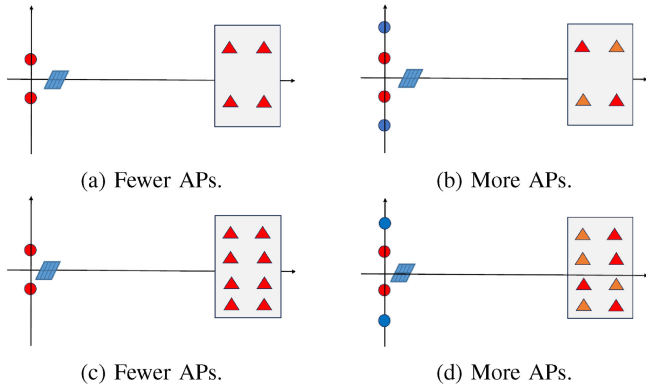 (a) Fewer APs.
(b) More APs.
(c) Fewer APs.
(d) More APs.